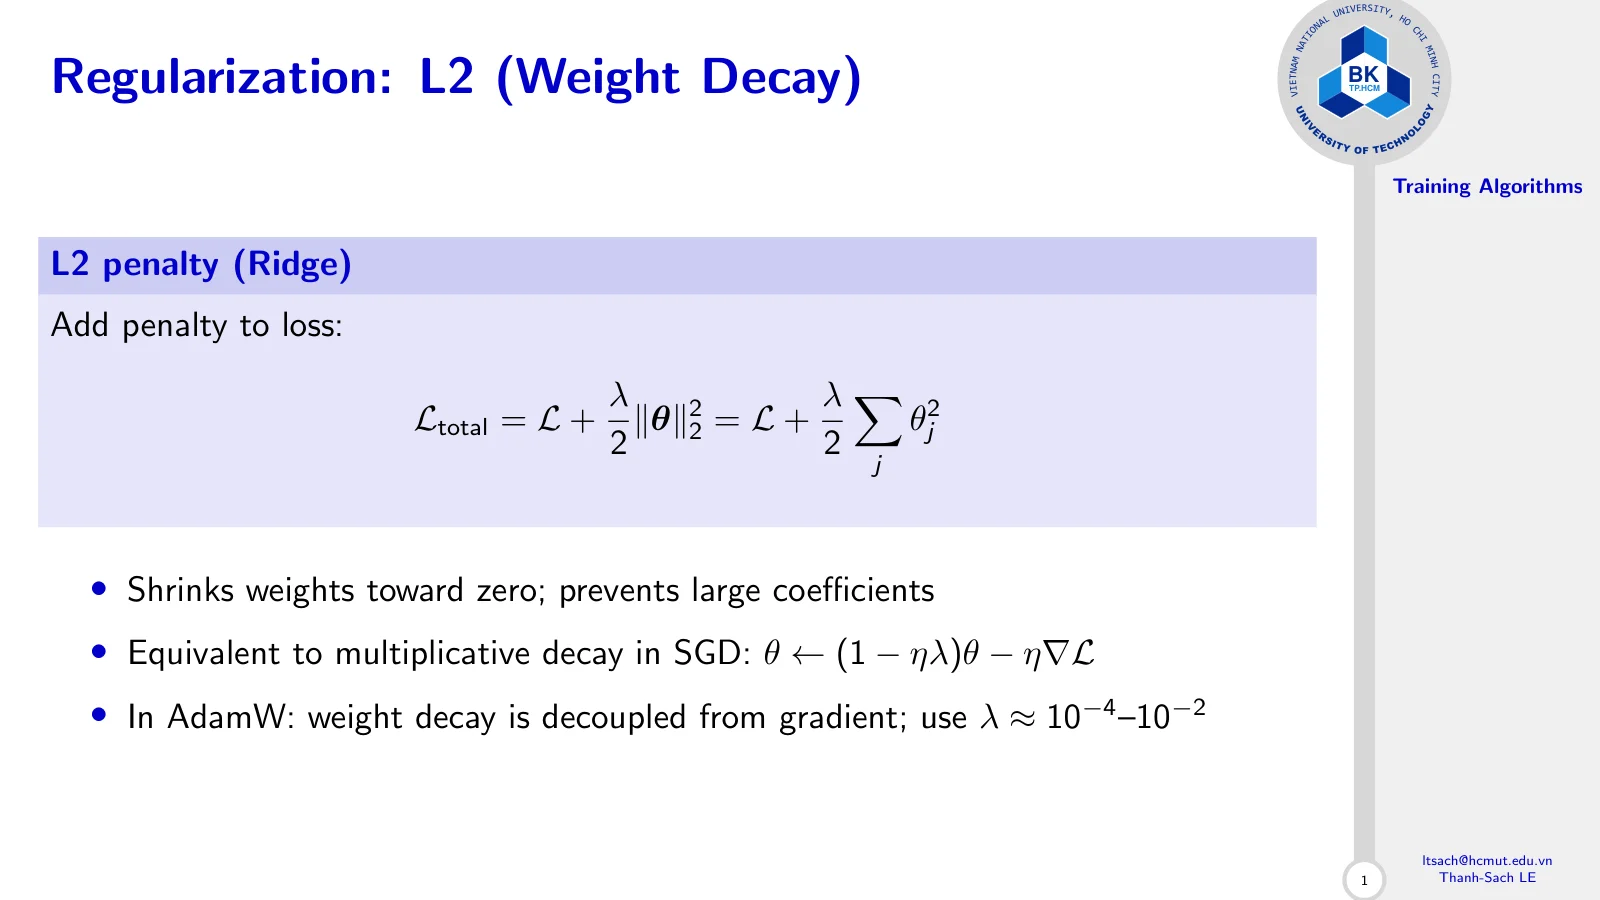 Regularization: L2 (Weight Decay)
VIETNAM NATIONAL UNIVERSITY, HO CHI MINH CITY
BK
TP.HCM
UNIVERSITY OF TECHNOLOGY
Training Algorithms
L2 penalty (Ridge)
Add penalty to loss:
ℒ_total = ℒ + λ/2 ‖𝜽‖₂² = ℒ + λ/2 ∑_j θ_j²
• Shrinks weights toward zero; prevents large coefficients
• Equivalent to multiplicative decay in SGD: θ ← (1 − ηλ)θ − η∇ℒ
• In AdamW: weight decay is decoupled from gradient; use λ ≈ 10⁻⁴–10⁻²
ltsach@hcmut.edu.vn
Thanh-Sach LE
1